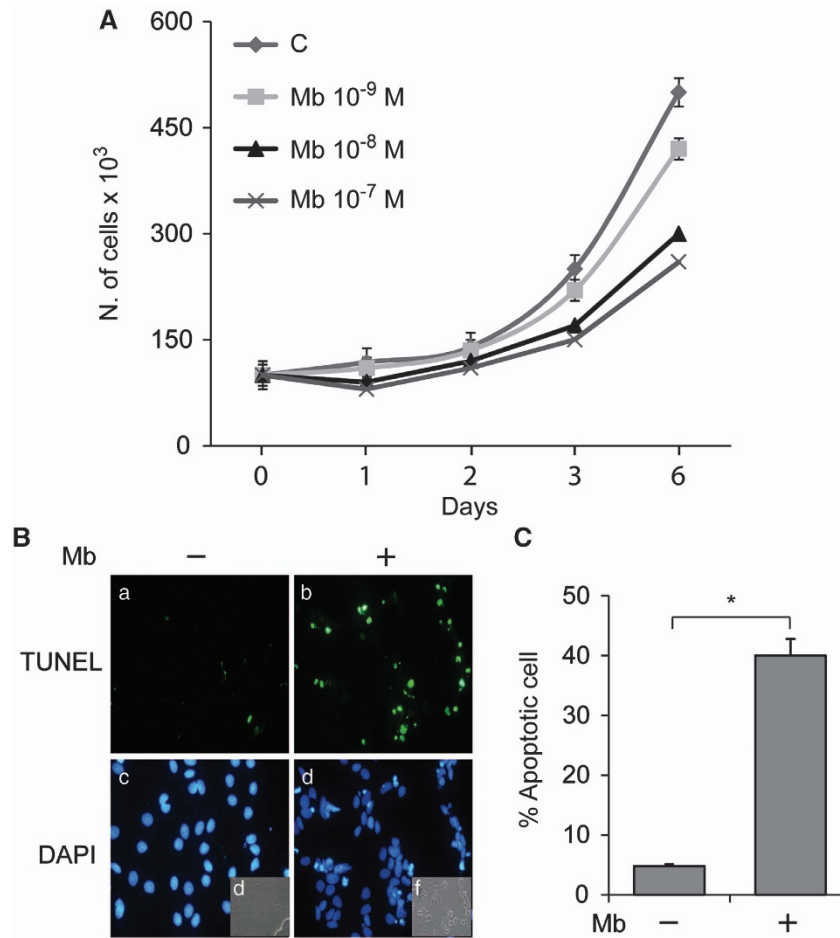 A
600
450
300
150
0
N. of cells x 10³
C
Mb 10⁻⁹ M
Mb 10⁻⁸ M
Mb 10⁻⁷ M
0 1 2 3 6
Days
B
Mb − +
TUNEL
a b
DAPI
c d
d f
C
50
40
30
20
10
5
0
% Apoptotic cell
*
Mb − +